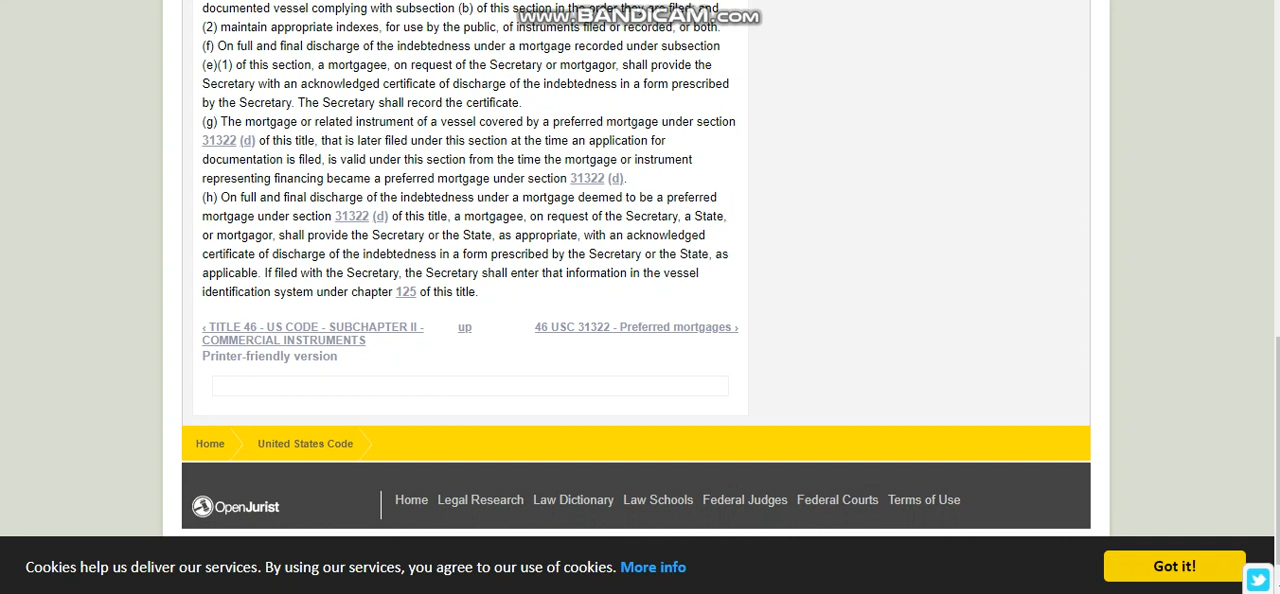 documented vessel complying with subsection (b) of this section in the order they are filed; and
www.BANDICAM.com
(2) maintain appropriate indexes, for use by the public, of instruments filed or recorded, or both.
(f) On full and final discharge of the indebtedness under a mortgage recorded under subsection
(e)(1) of this section, a mortgagee, on request of the Secretary or mortgagor, shall provide the
Secretary with an acknowledged certificate of discharge of the indebtedness in a form prescribed
by the Secretary. The Secretary shall record the certificate.
(g) The mortgage or related instrument of a vessel covered by a preferred mortgage under section
31322 (d) of this title, that is later filed under this section at the time an application for
documentation is filed, is valid under this section from the time the mortgage or instrument
representing financing became a preferred mortgage under section 31322 (d).
(h) On full and final discharge of the indebtedness under a mortgage deemed to be a preferred
mortgage under section 31322 (d) of this title, a mortgagee, on request of the Secretary, a State,
or mortgagor, shall provide the Secretary or the State, as appropriate, with an acknowledged
certificate of discharge of the indebtedness in a form prescribed by the Secretary or the State, as
applicable. If filed with the Secretary, the Secretary shall enter that information in the vessel
identification system under chapter 125 of this title.
‹ TITLE 46 - US CODE - SUBCHAPTER II - COMMERCIAL INSTRUMENTS
up
46 USC 31322 - Preferred mortgages ›
Printer-friendly version
Home
United States Code
OpenJurist
Home Legal Research Law Dictionary Law Schools Federal Judges Federal Courts Terms of Use
Cookies help us deliver our services. By using our services, you agree to our use of cookies. More info
Got it!